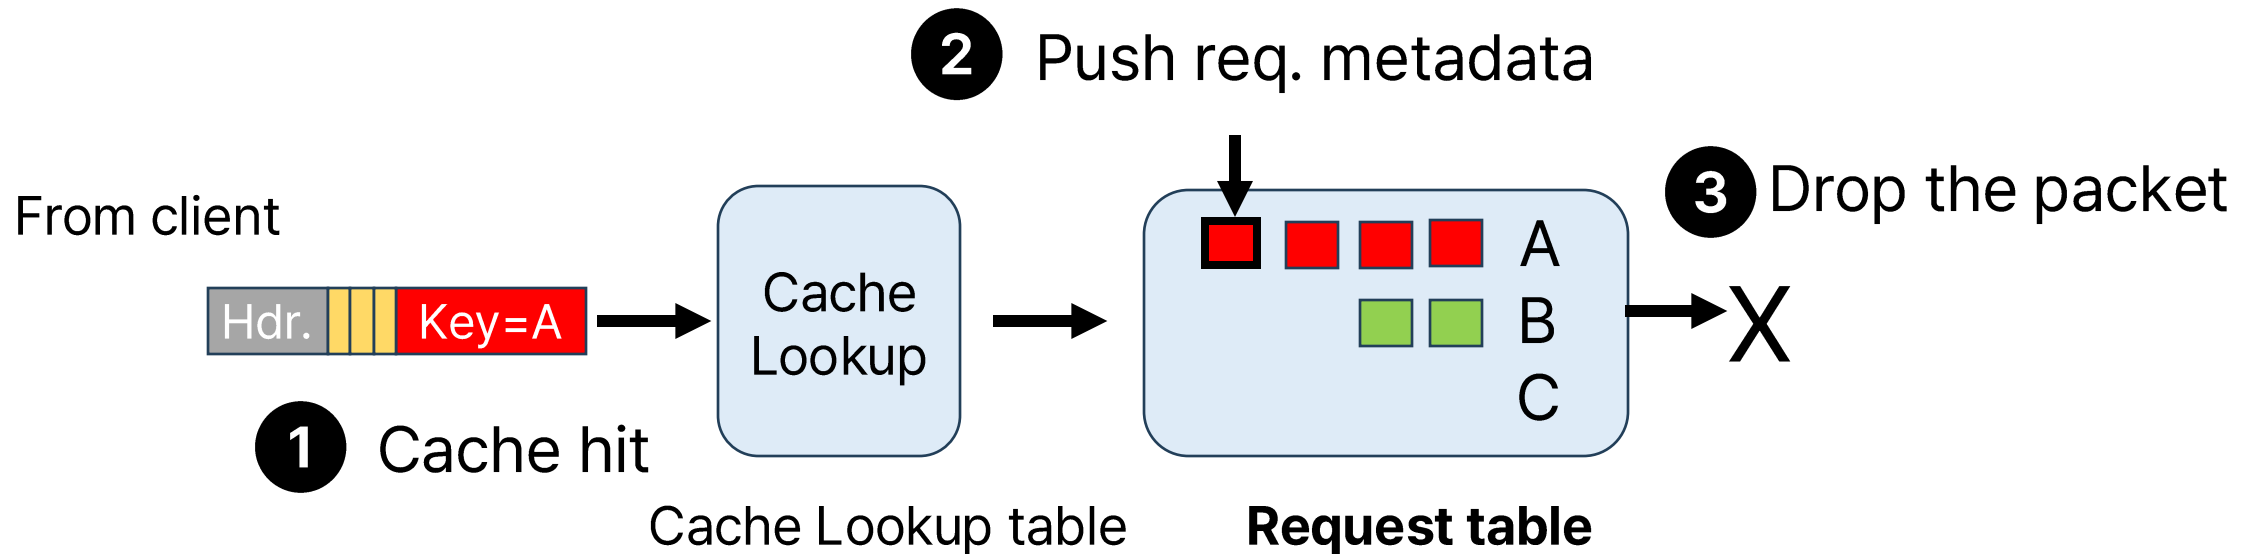 2 Push req. metadata
3 Drop the packet
From client
Hdr. Key=A
Cache
Lookup
A
B
C
X
1 Cache hit
Cache Lookup table
Request table